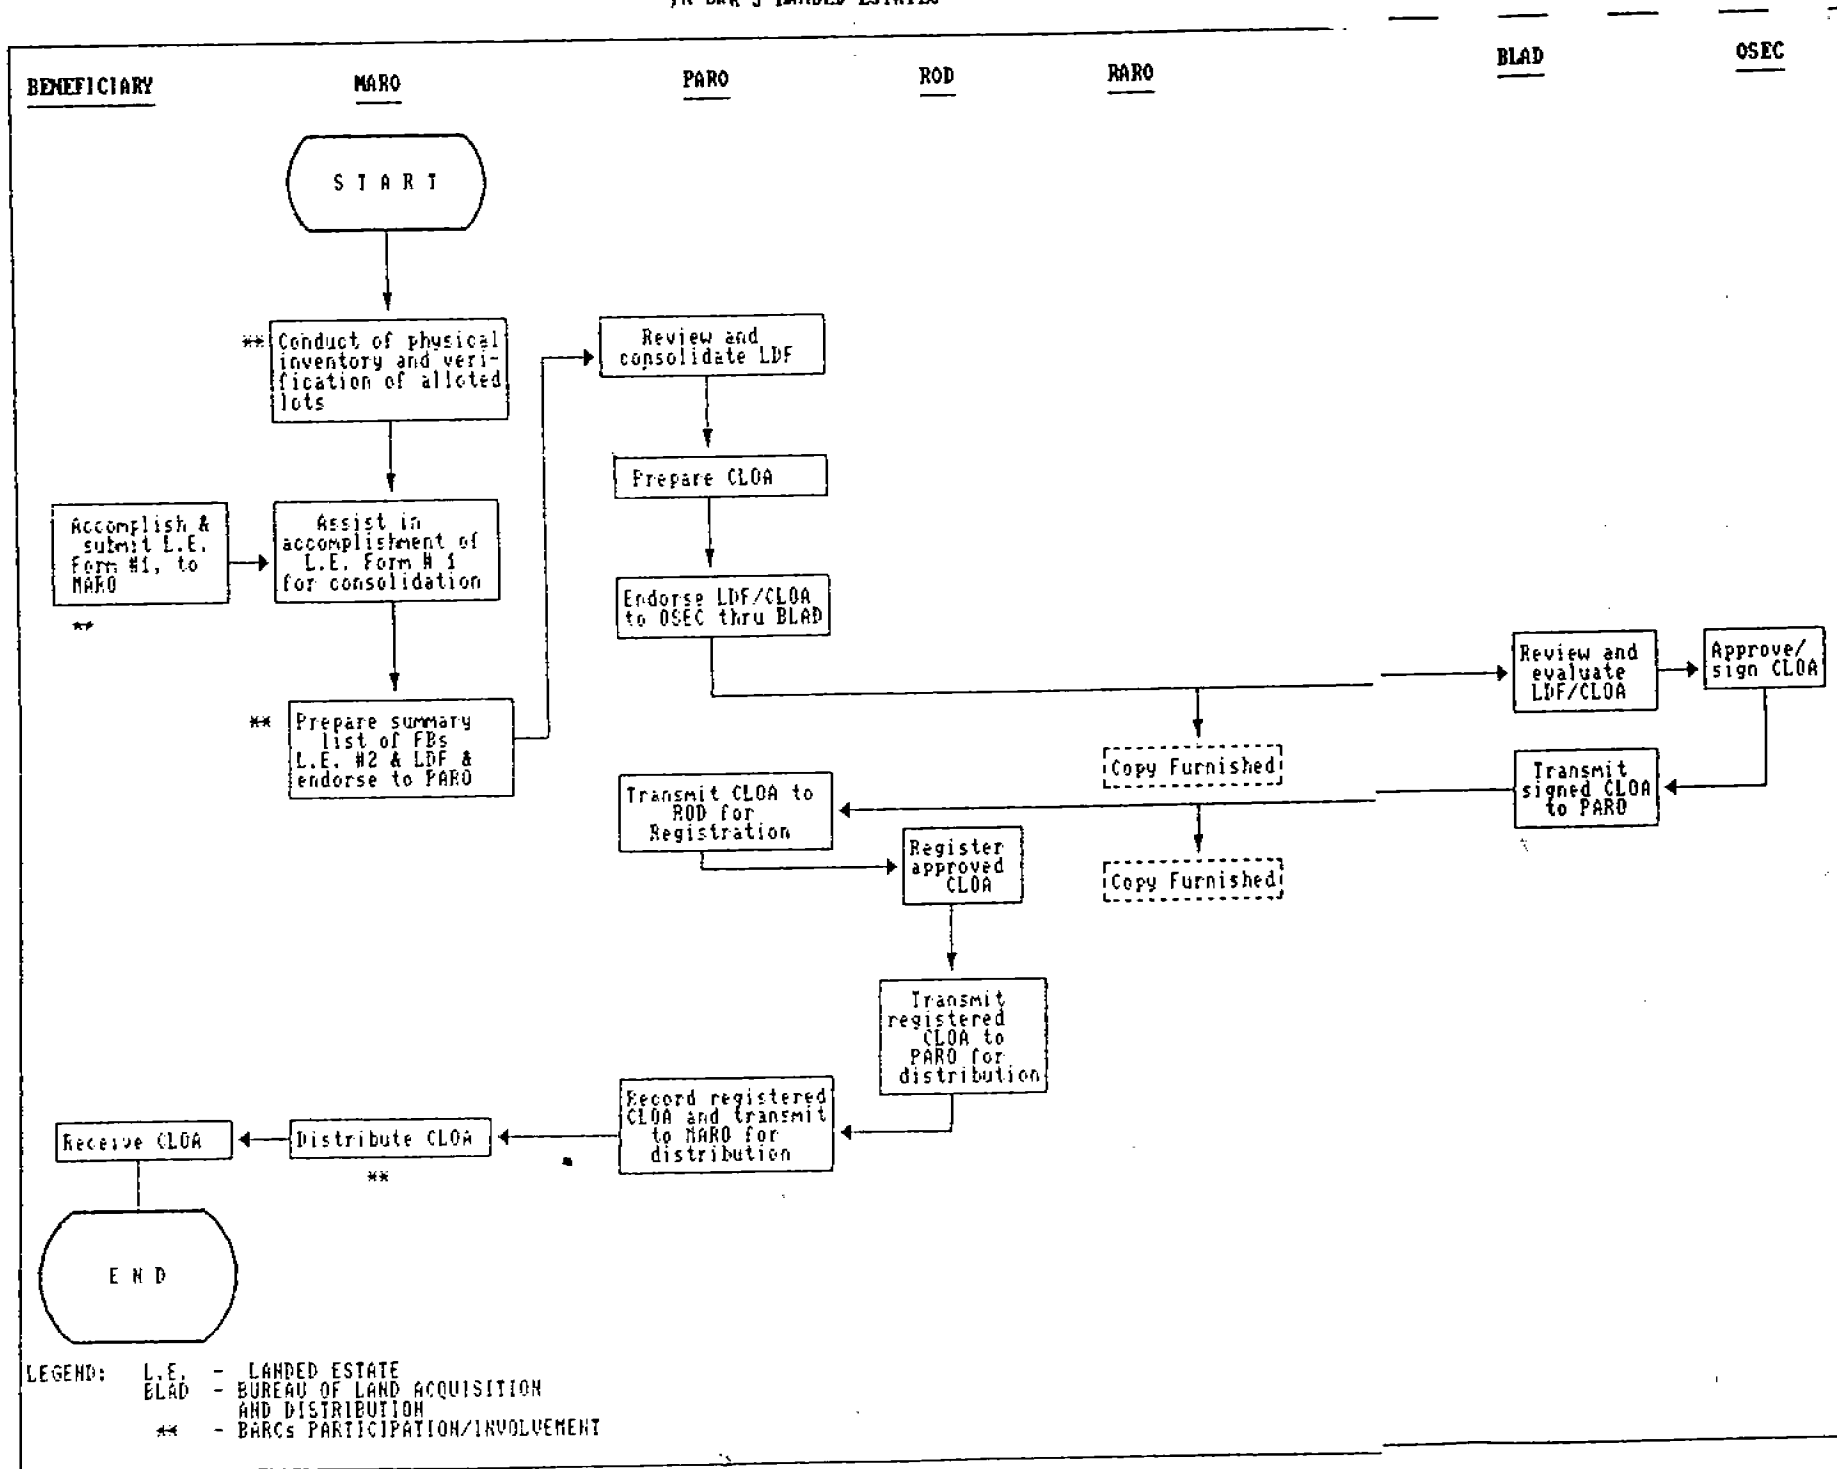 DAR'S LANDED ESTATES
BENEFICIARY
MARO
PARO
ROD
RARO
BLAD
OSEC
S T A R T
** Conduct of physical
inventory and veri-
fication of alloted
lots
Review and
consolidate LDF
Prepare CLOA
Accomplish &
submit L.E.
Form #1, to
MARO
**
Assist in
accomplishment of
L.E. Form # 1
for consolidation
Endorse LDF/CLOA
to OSEC thru BLAD
Review and
evaluate
LDF/CLOA
Approve/
sign CLOA
** Prepare summary
list of FBs
L.E. #2 & LDF &
endorse to PARO
Copy Furnished
Transmit
signed CLOA
to PARO
Transmit CLOA to
ROD for
Registration
Register
approved
CLOA
Copy Furnished
Transmit
registered
CLOA to
PARO for
distribution
Record registered
CLOA and transmit
to MARO for
distribution
Distribute CLOA
**
Receive CLOA
E N D
LEGEND: L.E. - LANDED ESTATE
BLAD - BUREAU OF LAND ACQUISITION
AND DISTRIBUTION
** - BARCs PARTICIPATION/INVOLVEMENT